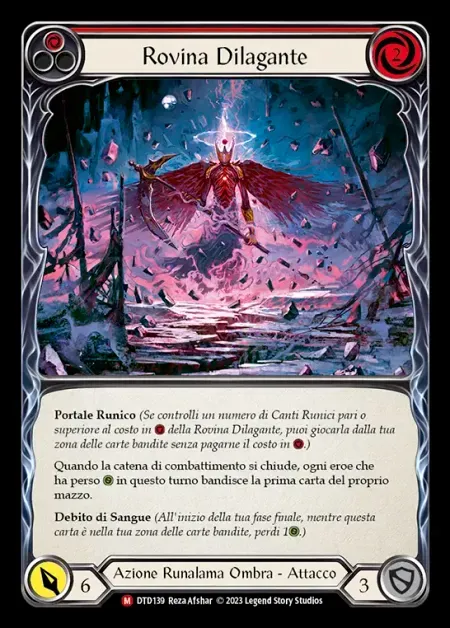 Rovina Dilagante
2
Portale Runico (Se controlli un numero di Canti Runici pari o
superiore al costo in della Rovina Dilagante, puoi giocarla dalla tua
zona delle carte bandite senza pagarne il costo in .)
Quando la catena di combattimento si chiude, ogni eroe che
ha perso in questo turno bandisce la prima carta del proprio
mazzo.
Debito di Sangue (All'inizio della tua fase finale, mentre questa
carta è nella tua zona delle carte bandite, perdi 1 .)
6
Azione Runalama Ombra - Attacco
3
M DTD139 Reza Afshar © 2023 Legend Story Studios